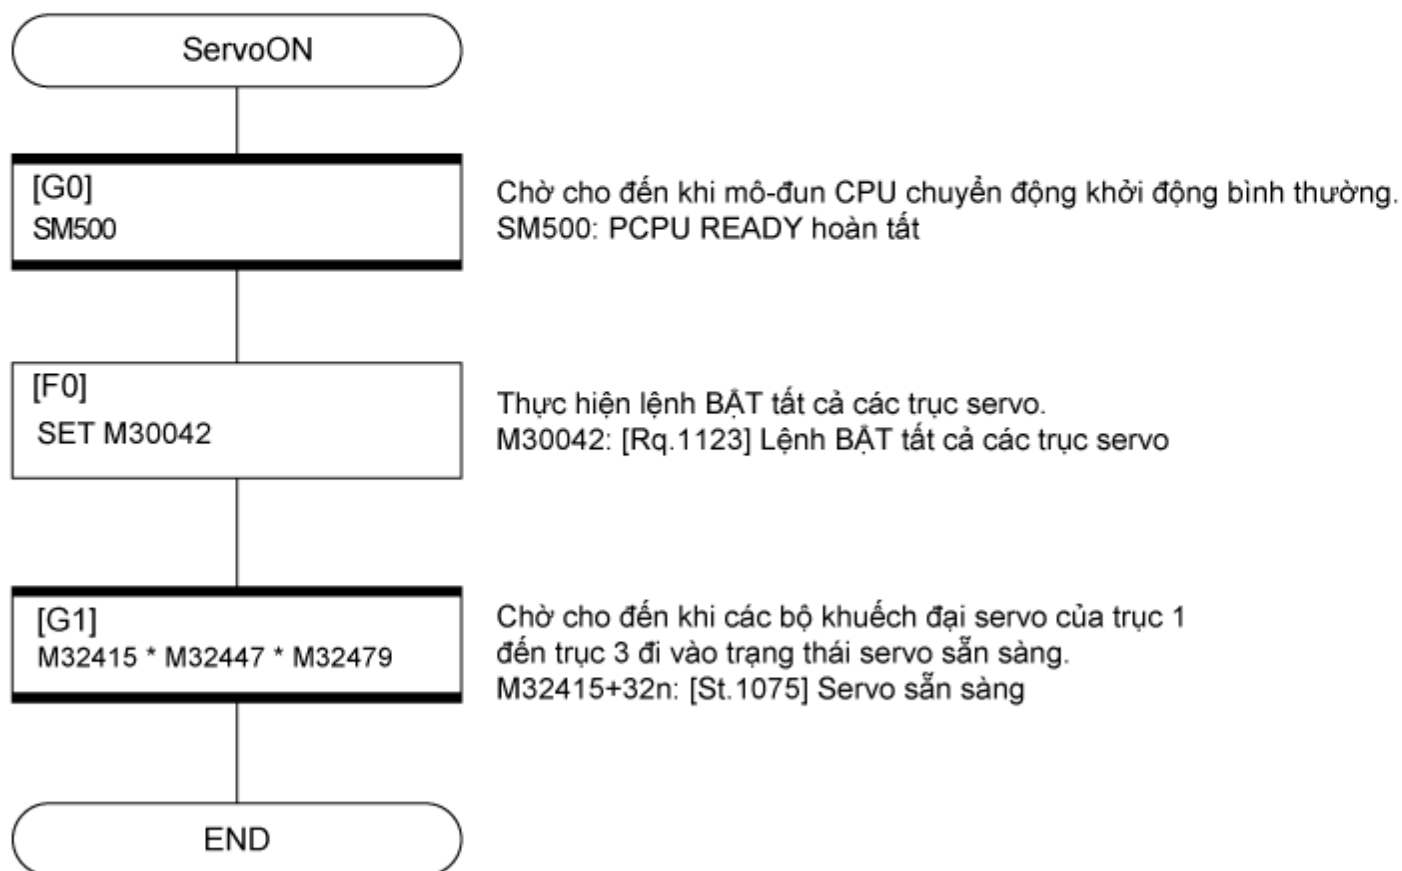 ServoON
[G0]
SM500
Chờ cho đến khi mô-đun CPU chuyển động khởi động bình thường.
SM500: PCPU READY hoàn tất
[F0]
SET M30042
Thực hiện lệnh BẬT tất cả các trục servo.
M30042: [Rq.1123] Lệnh BẬT tất cả các trục servo
[G1]
M32415 * M32447 * M32479
Chờ cho đến khi các bộ khuếch đại servo của trục 1
đến trục 3 đi vào trạng thái servo sẵn sàng.
M32415+32n: [St.1075] Servo sẵn sàng
END